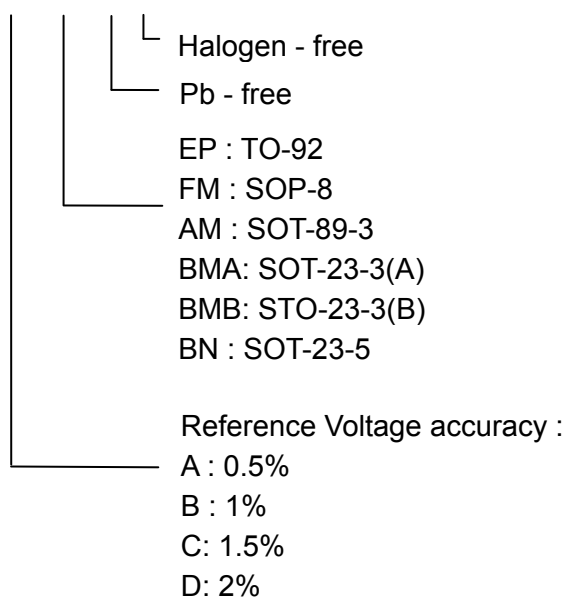 Halogen - free
Pb - free
EP : TO-92
FM : SOP-8
AM : SOT-89-3
BMA: SOT-23-3(A)
BMB: STO-23-3(B)
BN : SOT-23-5
Reference Voltage accuracy :
A : 0.5%
B : 1%
C: 1.5%
D: 2%